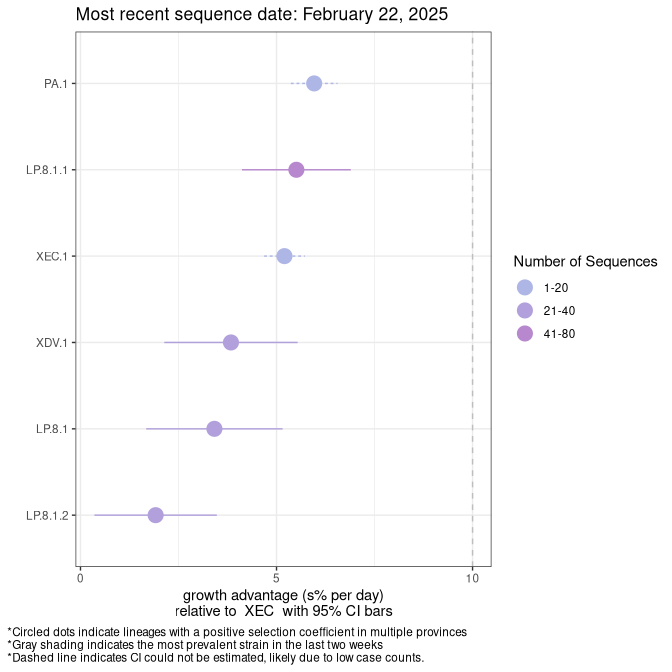 Most recent sequence date: February 22, 2025
PA.1
LP.8.1.1
XEC.1
XDV.1
LP.8.1
LP.8.1.2
0 5 10
growth advantage (s% per day)
relative to XEC with 95% CI bars
Number of Sequences
1-20
21-40
41-80
*Circled dots indicate lineages with a positive selection coefficient in multiple provinces
*Gray shading indicates the most prevalent strain in the last two weeks
*Dashed line indicates CI could not be estimated, likely due to low case counts.